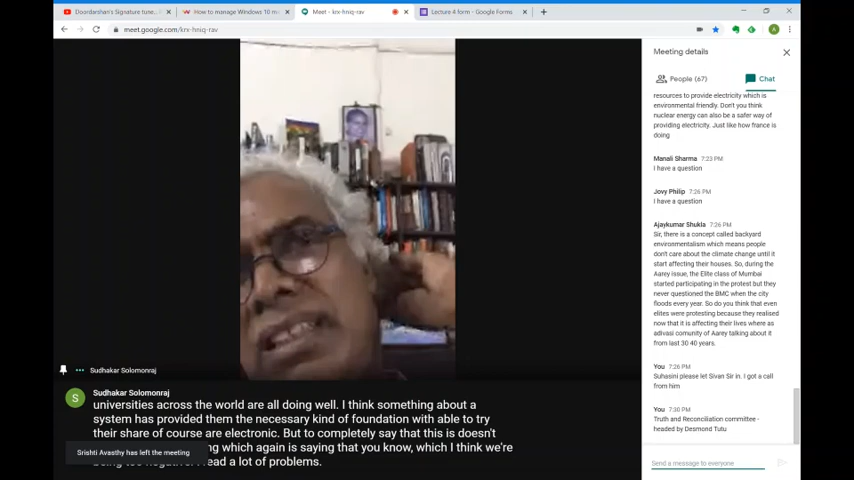 Doordarshan's Signature tune...
How to manage Windows 10 n
Meet - krx-hniq-rav
Lecture 4 form - Google Forms
meet.google.com/krx-hniq-rav
Meeting details
People (67)
Chat
resources to provide electricity which is
environmental friendly. Don't you think
nuclear energy can also be a safer way of
providing electricity. Just like how france is
doing
Manali Sharma 7:23 PM
I have a question
Jovy Philip 7:26 PM
I have a question
Ajaykumar Shukla 7:26 PM
Sir, there is a concept called backyard
environmentalism which means people
don't care about the climate change until it
start affecting their houses. So, during the
Aarey issue, the Elite class of Mumbai
started participating in the protest but they
never questioned the BMC when the city
floods every year. So do you think that even
elites were protesting because they realised
now that it is affecting their lives where as
adivasi comunity of Aarey talking about it
from last 30 40 years.
You 7:26 PM
Suhasini please let Sivan Sir in. I got a call
from him
You 7:30 PM
Truth and Reconciliation committee -
headed by Desmond Tutu
Send a message to everyone
Sudhakar Solomonraj
S
Sudhakar Solomonraj
universities across the world are all doing well. I think something about a
system has provided them the necessary kind of foundation with able to try
their share of course are electronic. But to completely say that this is doesn't
ng which again is saying that you know, which I think we're
negative. I read a lot of problems.
Srishti Avasthy has left the meeting